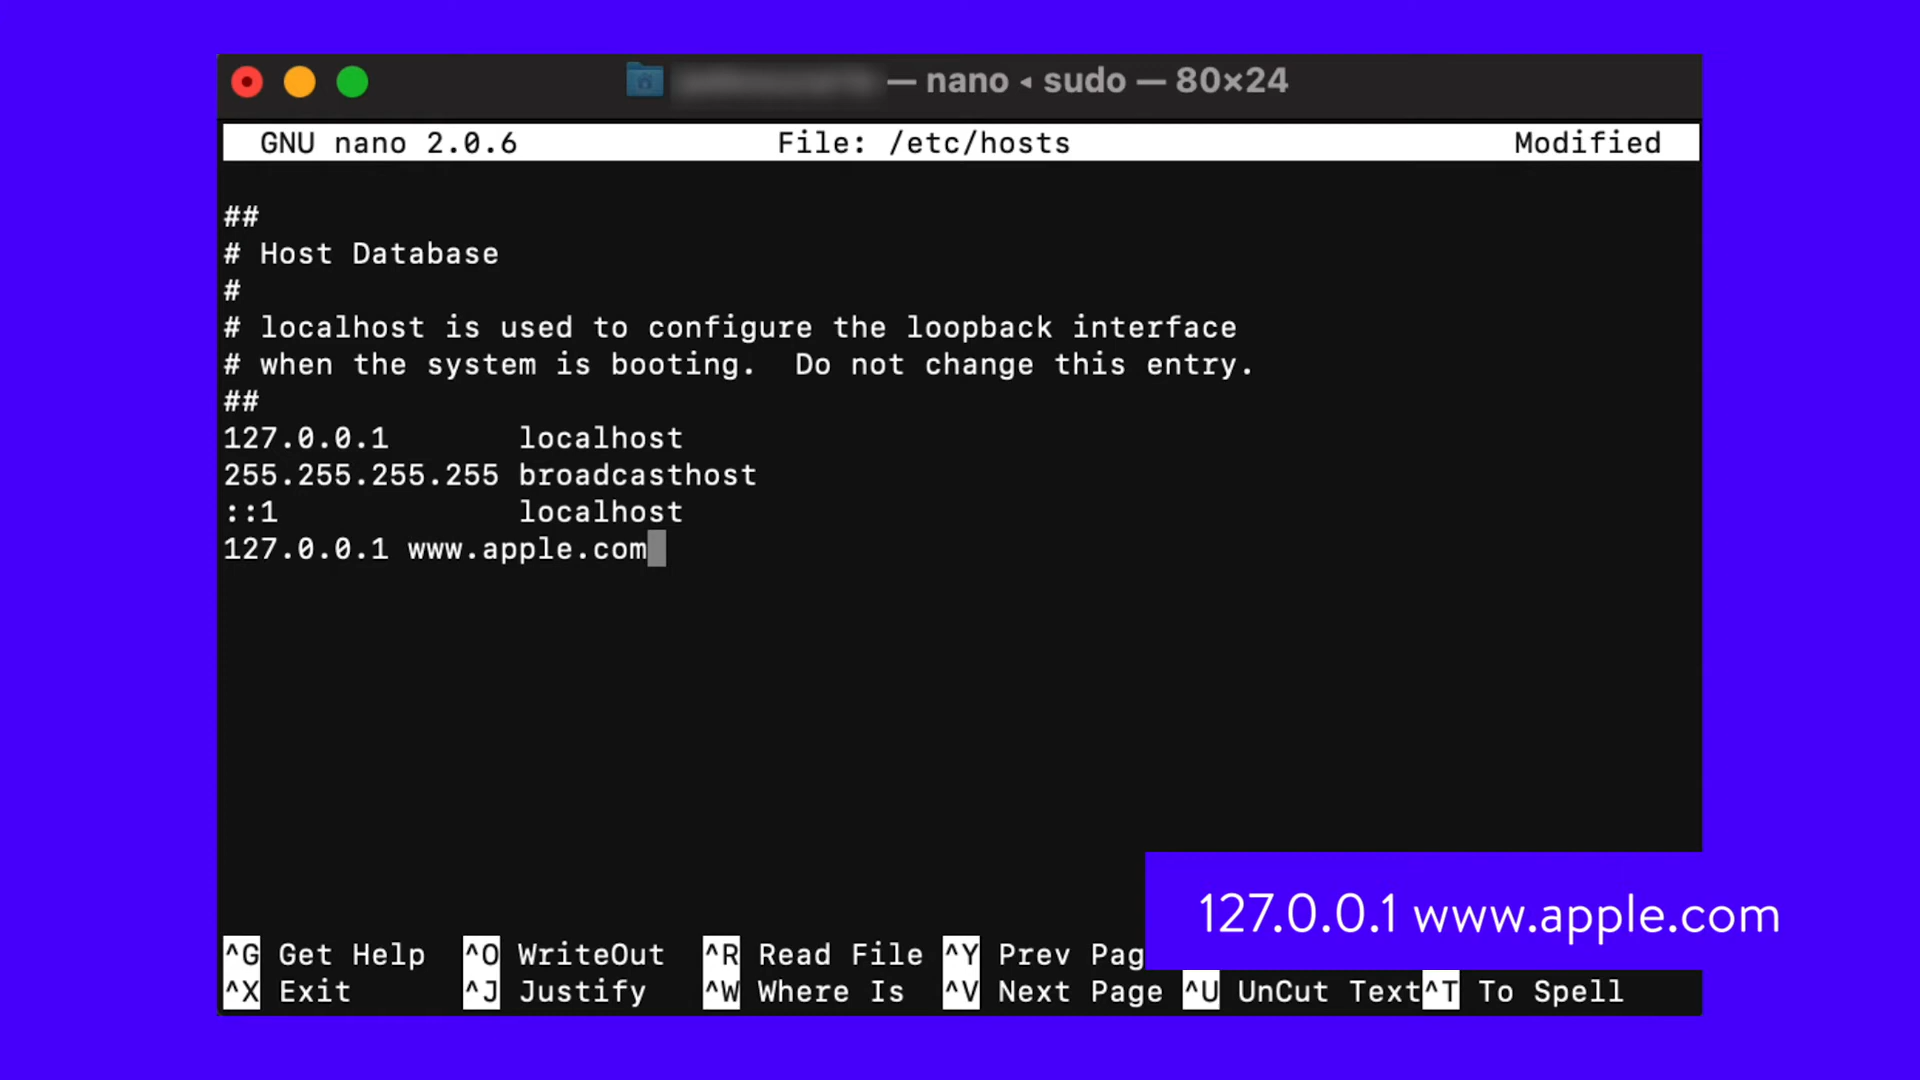 — nano ◂ sudo — 80×24
GNU nano 2.0.6 File: /etc/hosts Modified
##
# Host Database
#
# localhost is used to configure the loopback interface
# when the system is booting.  Do not change this entry.
##
127.0.0.1 localhost
255.255.255.255 broadcasthost
::1 localhost
127.0.0.1 www.apple.com
127.0.0.1 www.apple.com
^G Get Help ^O WriteOut ^R Read File ^Y Prev Pag
^X Exit ^J Justify ^W Where Is ^V Next Page ^U UnCut Text ^T To Spell